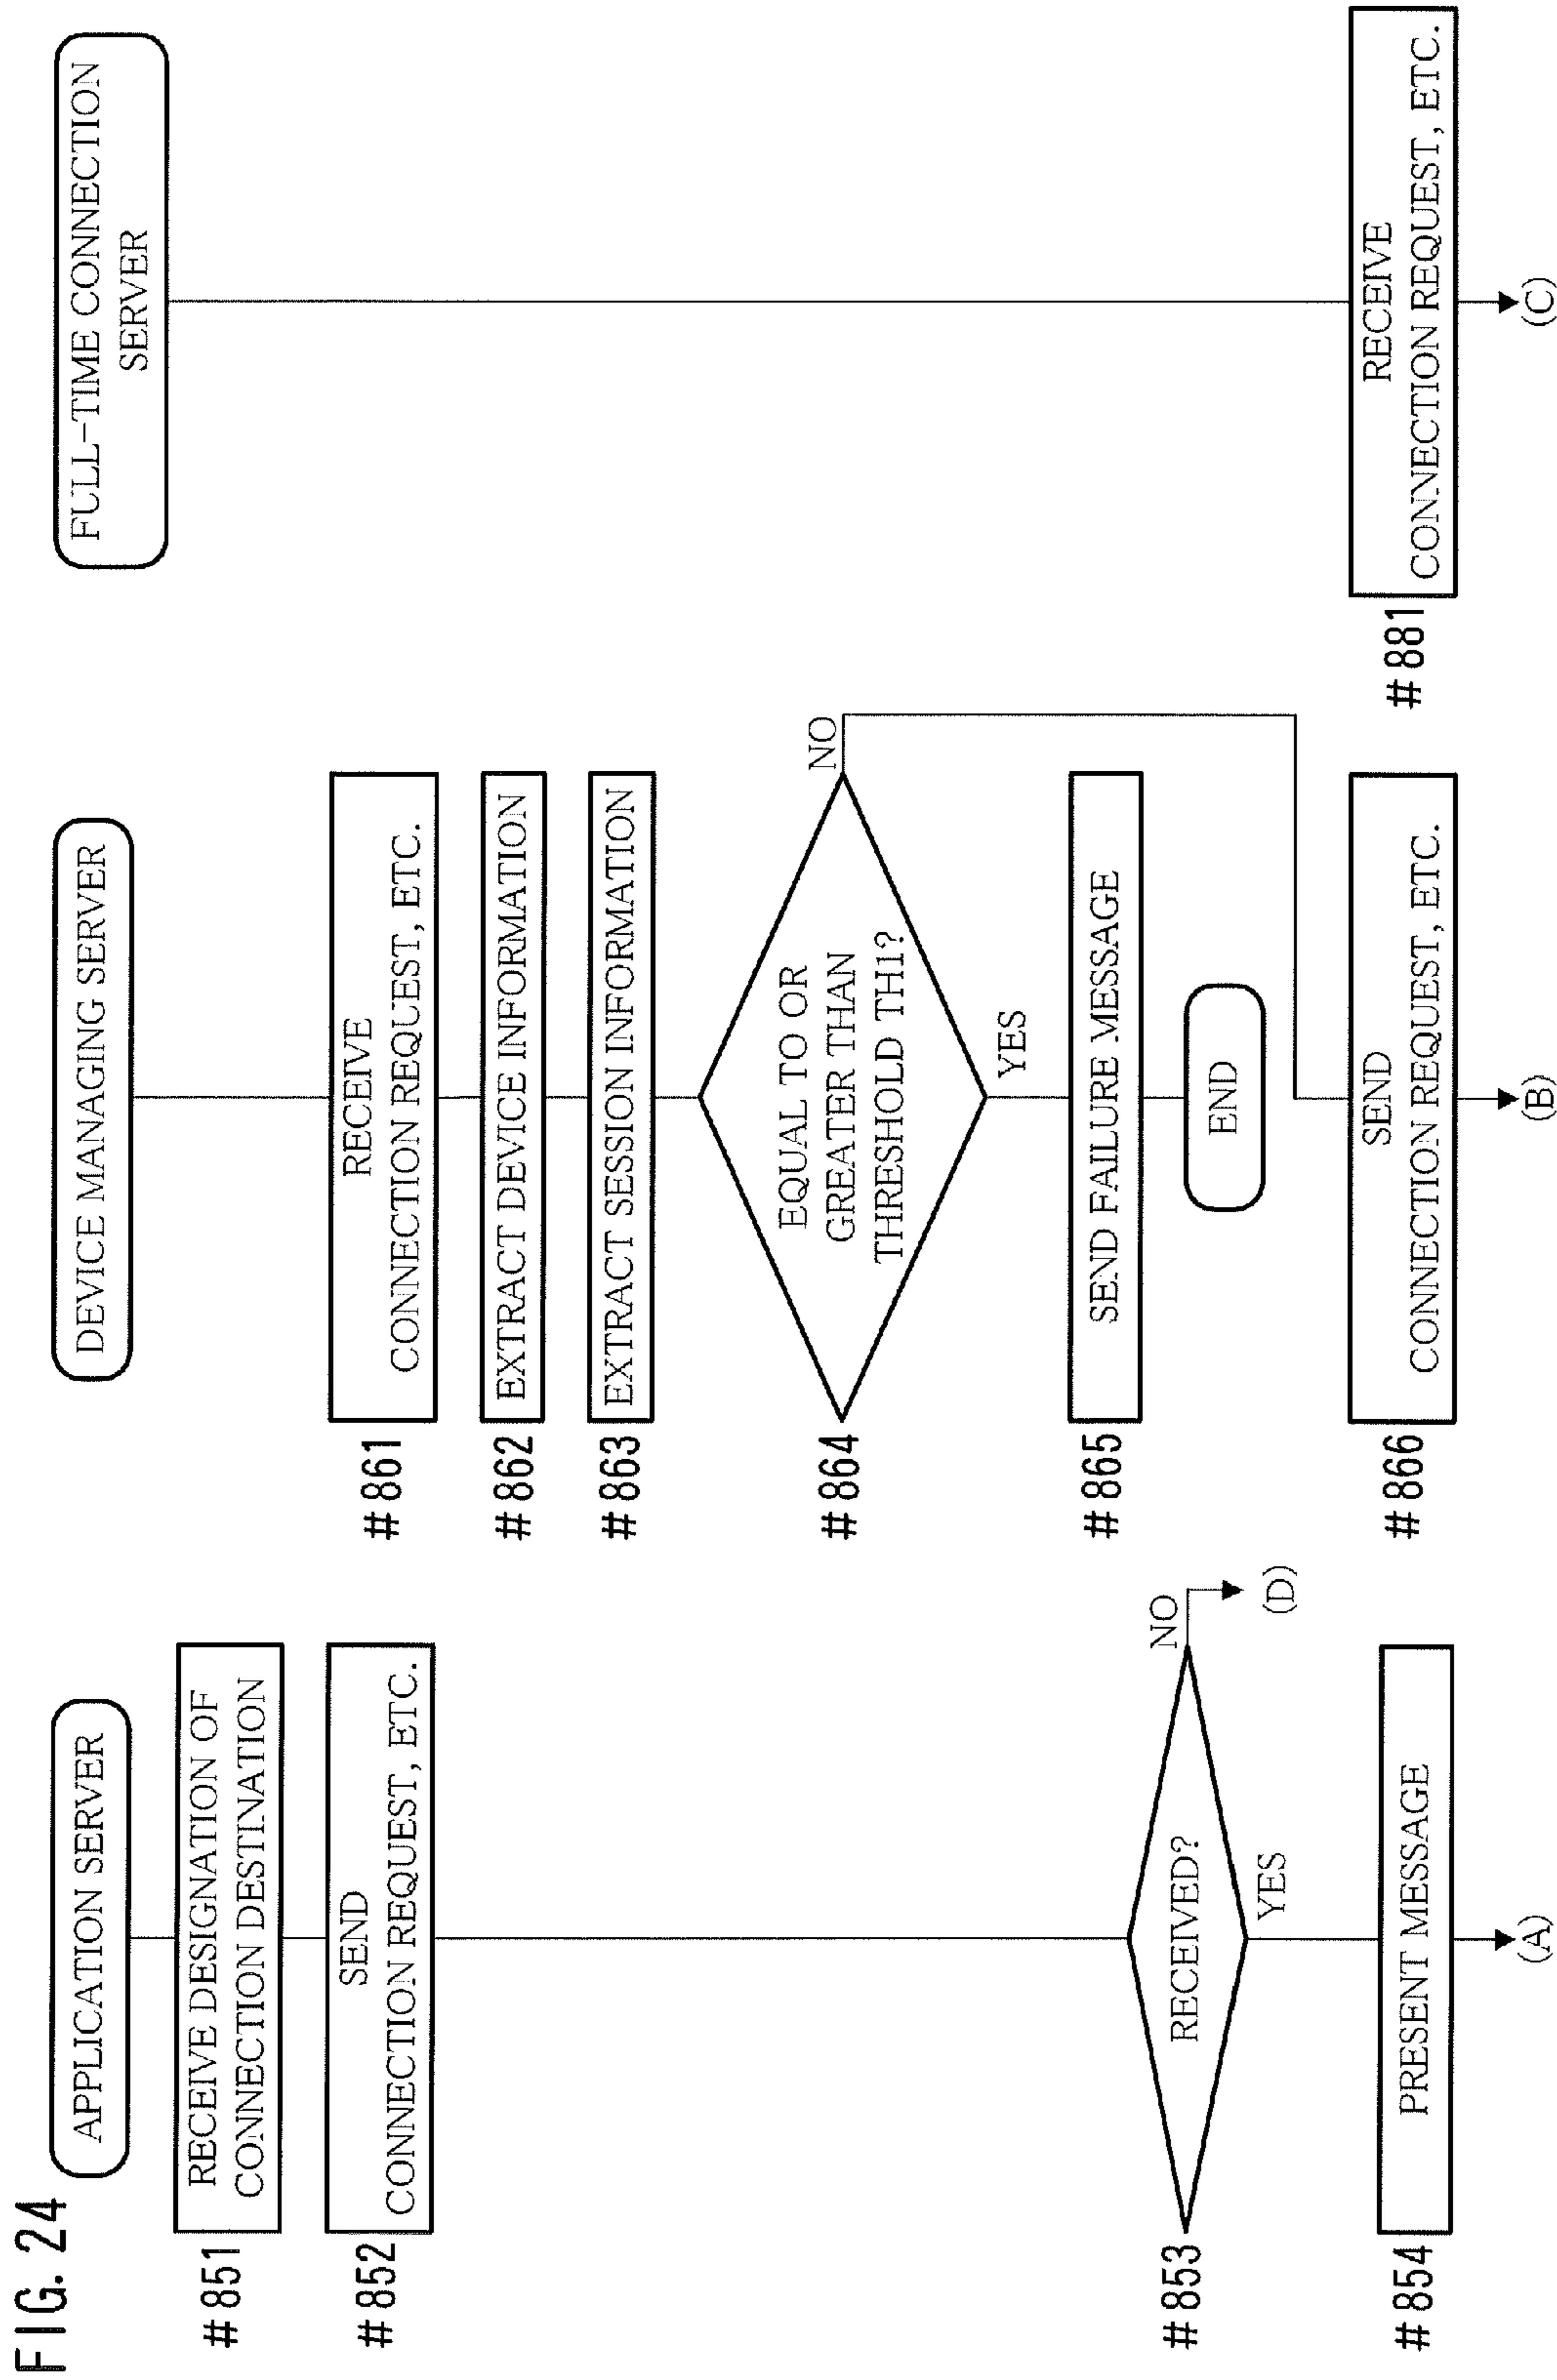 FIG. 24
APPLICATION SERVER
#851
RECEIVE DESIGNATION OF
CONNECTION DESTINATION
#852
SEND
CONNECTION REQUEST, ETC.
#853
RECEIVED?
NO
(D)
YES
#854
PRESENT MESSAGE
(A)
DEVICE MANAGING SERVER
#861
RECEIVE
CONNECTION REQUEST, ETC.
#862
EXTRACT DEVICE INFORMATION
#863
EXTRACT SESSION INFORMATION
#864
EQUAL TO OR
GREATER THAN
THRESHOLD TH1?
NO
YES
#865
SEND FAILURE MESSAGE
END
#866
SEND
CONNECTION REQUEST, ETC.
(B)
FULL-TIME CONNECTION
SERVER
#881
RECEIVE
CONNECTION REQUEST, ETC.
(C)